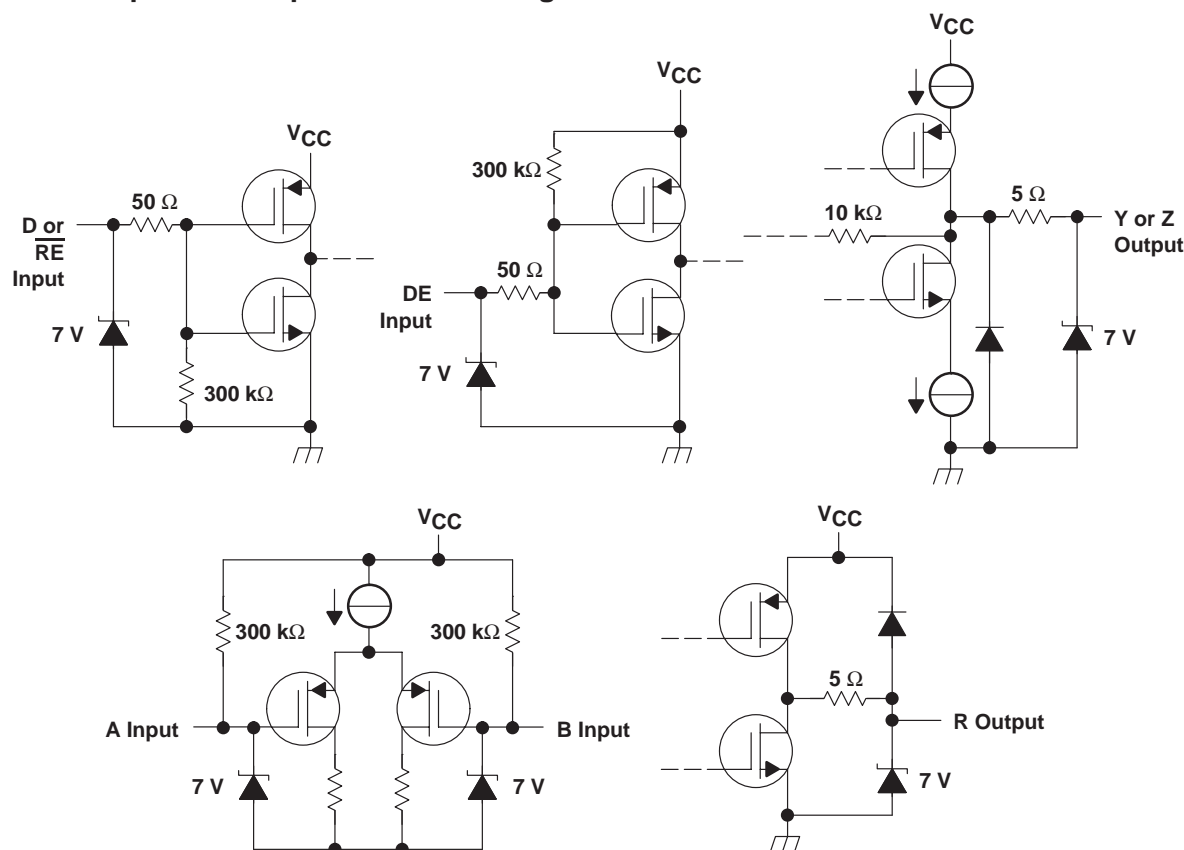 VCC
VCC
VCC
300 kΩ
50 Ω
D or
RE
Input
5 Ω
Y or Z
Output
10 kΩ
50 Ω
DE
Input
7 V
7 V
7 V
300 kΩ
VCC
VCC
300 kΩ
300 kΩ
5 Ω
A Input
B Input
R Output
7 V
7 V
7 V